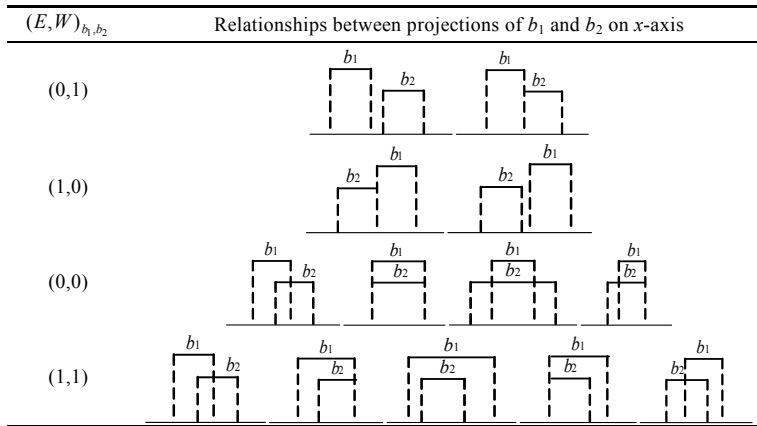 (E,W)b1,b2 Relationships between projections of b1 and b2 on x-axis
b1 b1
(0,1) b2 b2
b1 b1
(1,0) b2 b2
b1 b1 b1 b1
(0,0) b2 b2 b2 b2
b1 b1 b1 b1 b1
(1,1) b2 b2 b2 b2 b2